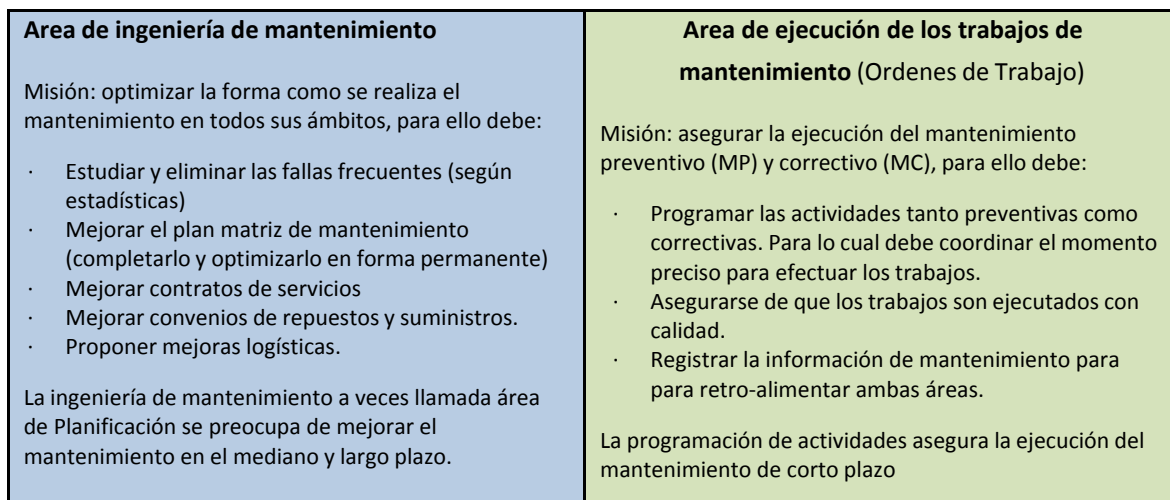 Area de ingeniería de mantenimiento
Misión: optimizar la forma como se realiza el
mantenimiento en todos sus ámbitos, para ello debe:
· Estudiar y eliminar las fallas frecuentes (según
estadísticas)
· Mejorar el plan matriz de mantenimiento
(completarlo y optimizarlo en forma permanente)
· Mejorar contratos de servicios
· Mejorar convenios de repuestos y suministros.
· Proponer mejoras logísticas.
La ingeniería de mantenimiento a veces llamada área
de Planificación se preocupa de mejorar el
mantenimiento en el mediano y largo plazo.
Area de ejecución de los trabajos de
mantenimiento (Ordenes de Trabajo)
Misión: asegurar la ejecución del mantenimiento
preventivo (MP) y correctivo (MC), para ello debe:
· Programar las actividades tanto preventivas como
correctivas. Para lo cual debe coordinar el momento
preciso para efectuar los trabajos.
· Asegurarse de que los trabajos son ejecutados con
calidad.
· Registrar la información de mantenimiento para
para retro-alimentar ambas áreas.
La programación de actividades asegura la ejecución del
mantenimiento de corto plazo